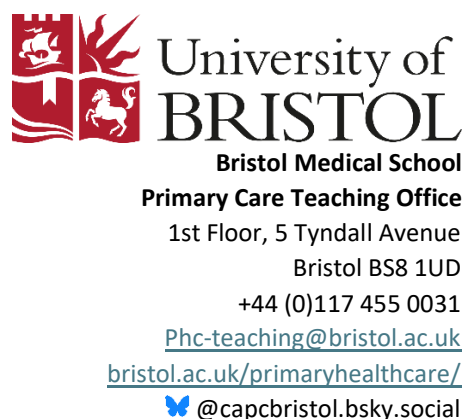 University of
BRISTOL
Bristol Medical School
Primary Care Teaching Office
1st Floor, 5 Tyndall Avenue
Bristol BS8 1UD
+44 (0)117 455 0031
Phc-teaching@bristol.ac.uk
bristol.ac.uk/primaryhealthcare/
@capcbristol.bsky.social